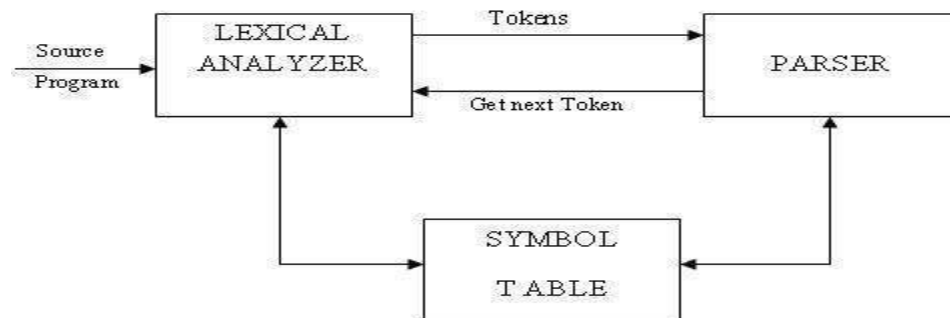 Source
Program
LEXICAL
ANALYZER
Tokens
Get next Token
PARSER
SYMBOL
TABLE